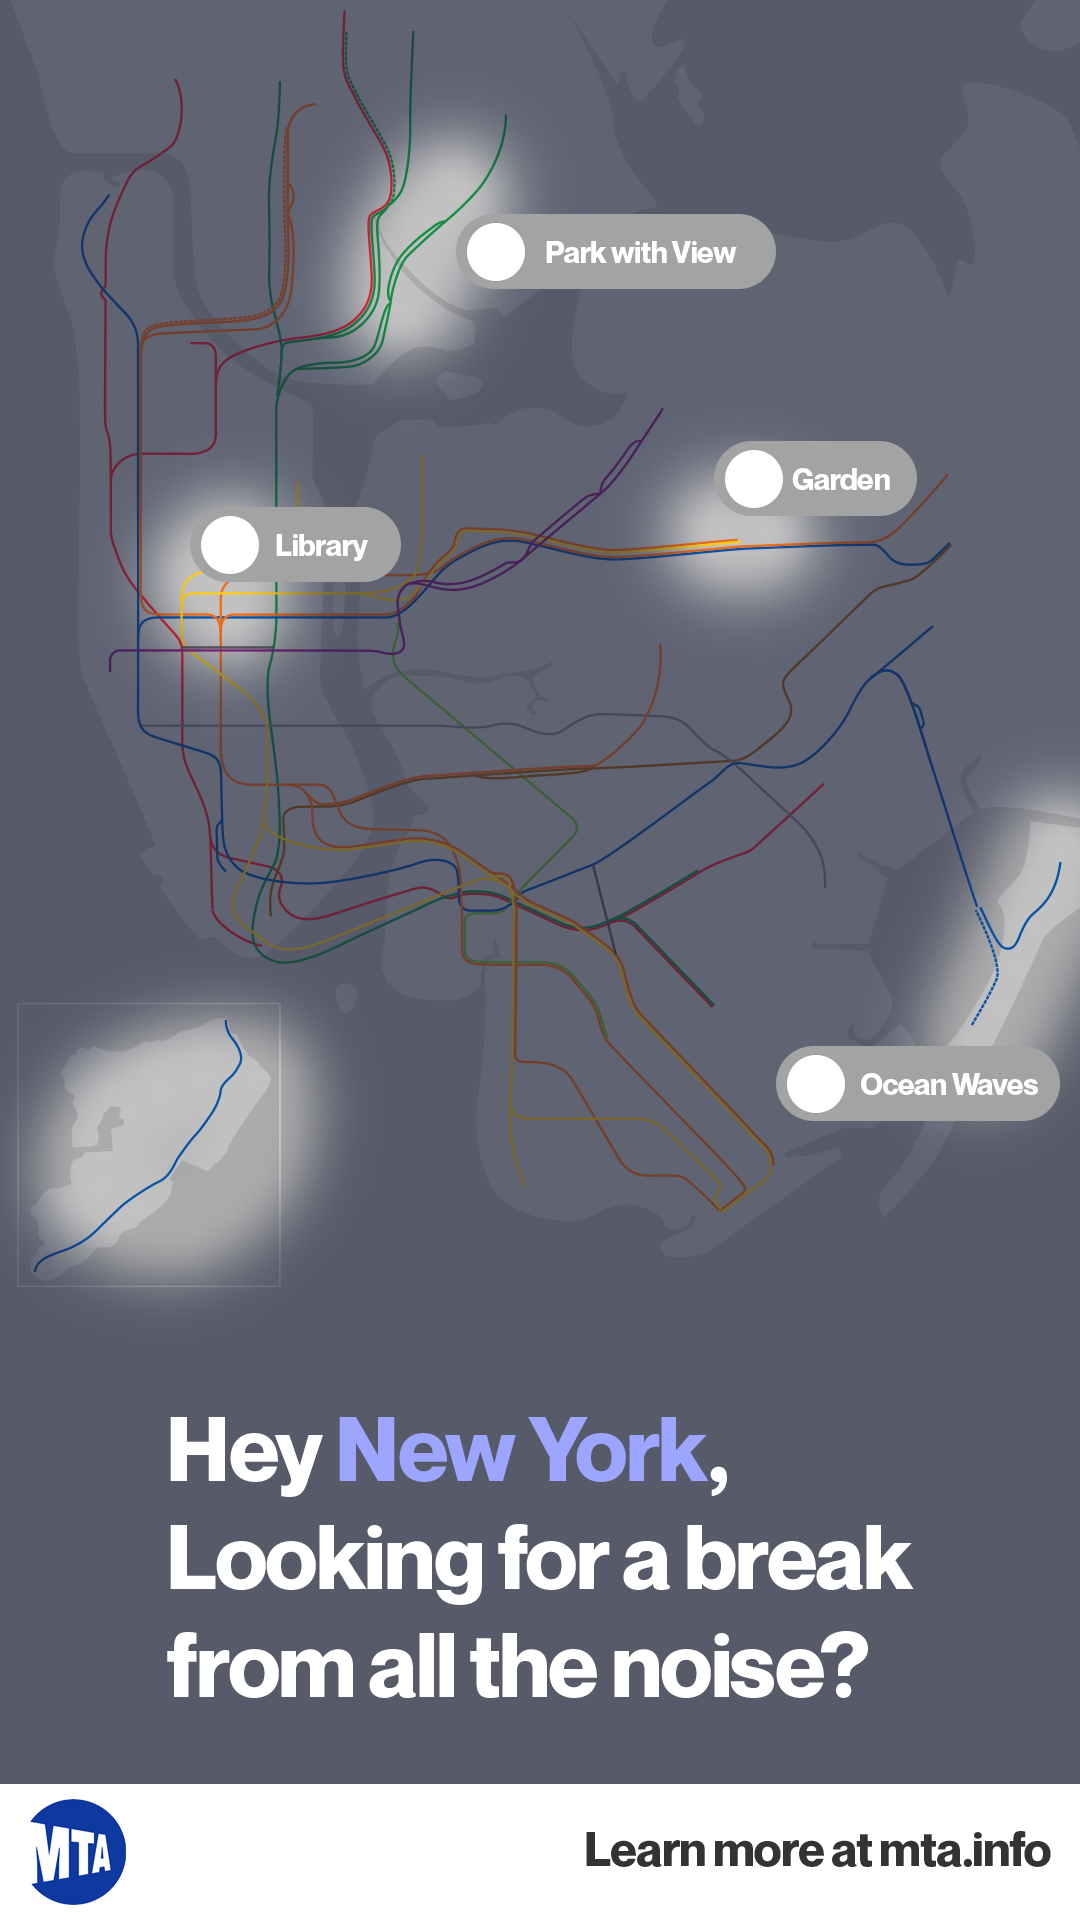 Park with View
Garden
Library
Ocean Waves
Hey New York,
Looking for a break
from all the noise?
MTA
Learn more at mta.info